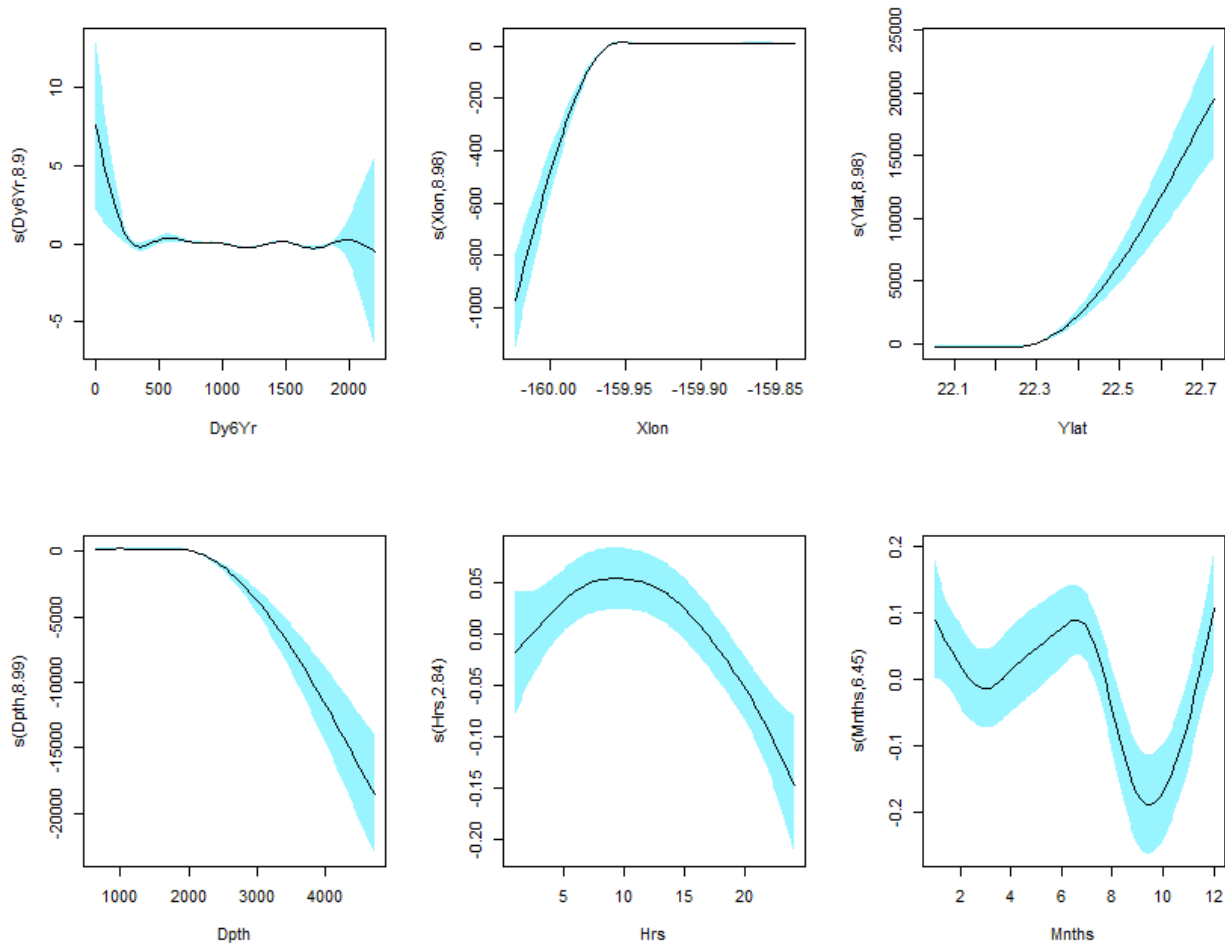 s(Dy6Yr,8.9)
10
5
0
-5
0 500 1000 1500 2000
Dy6Yr
s(Xlon,8.98)
0
-200
-400
-600
-800
-1000
-160.00 -159.95 -159.90 -159.85
Xlon
s(Ylat,8.98)
25000
20000
15000
10000
5000
0
22.1 22.3 22.5 22.7
Ylat
s(Dpth,8.99)
0
-5000
-10000
-15000
-20000
1000 2000 3000 4000
Dpth
s(Hrs,2.84)
0.05
0.00
-0.05
-0.10
-0.15
-0.20
5 10 15 20
Hrs
s(Mnths,6.45)
0.2
0.1
0.0
-0.1
-0.2
2 4 6 8 10 12
Mnths